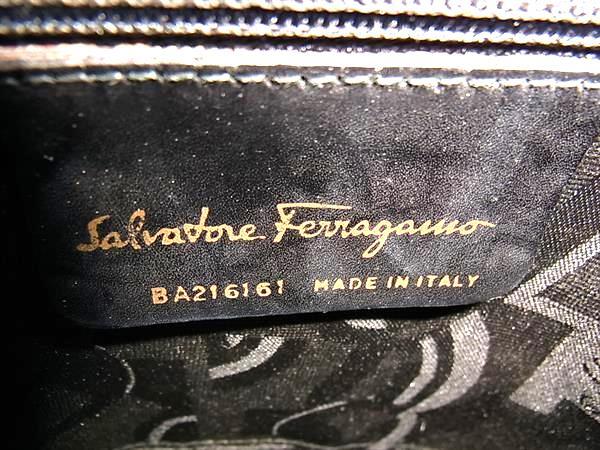 Salvatore Ferragamo
BA216161 MADE IN ITALY